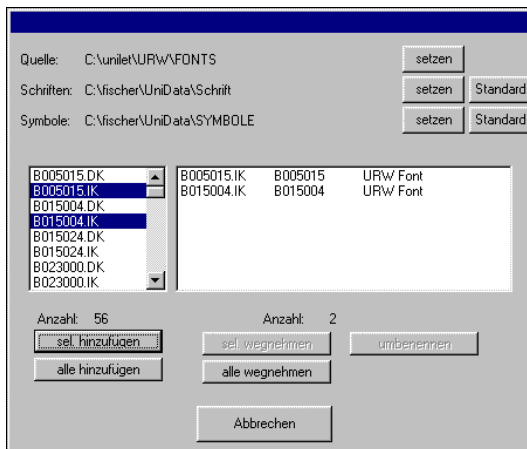 Quelle: C:\unilet\URW\FONTS setzen
Schriften: C:\fischer\UniData\Schrift setzen Standard
Symbole: C:\fischer\UniData\SYMBOLE setzen Standard
B005015.DK
B005015.IK
B015004.DK
B015004.IK
B015024.DK
B015024.IK
B023000.DK
B023000.IK
B005015.IK B005015 URW Font
B015004.IK B015004 URW Font
Anzahl: 56
sel. hinzufügen
alle hinzufügen
Anzahl: 2
sel. wegnehmen umbenennen
alle wegnehmen
Abbrechen